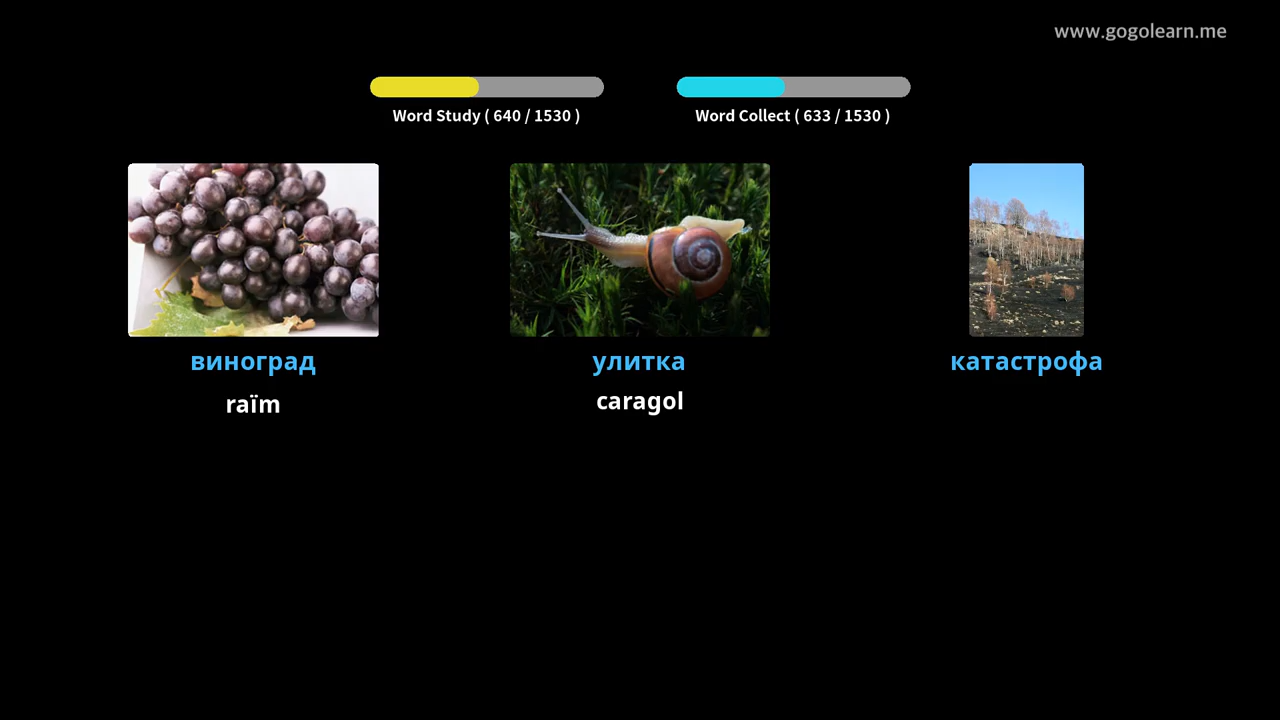 www.gogolearn.me
Word Study ( 640 / 1530 )
Word Collect ( 633 / 1530 )
виноград
улитка
катастрофа
raïm
caragol